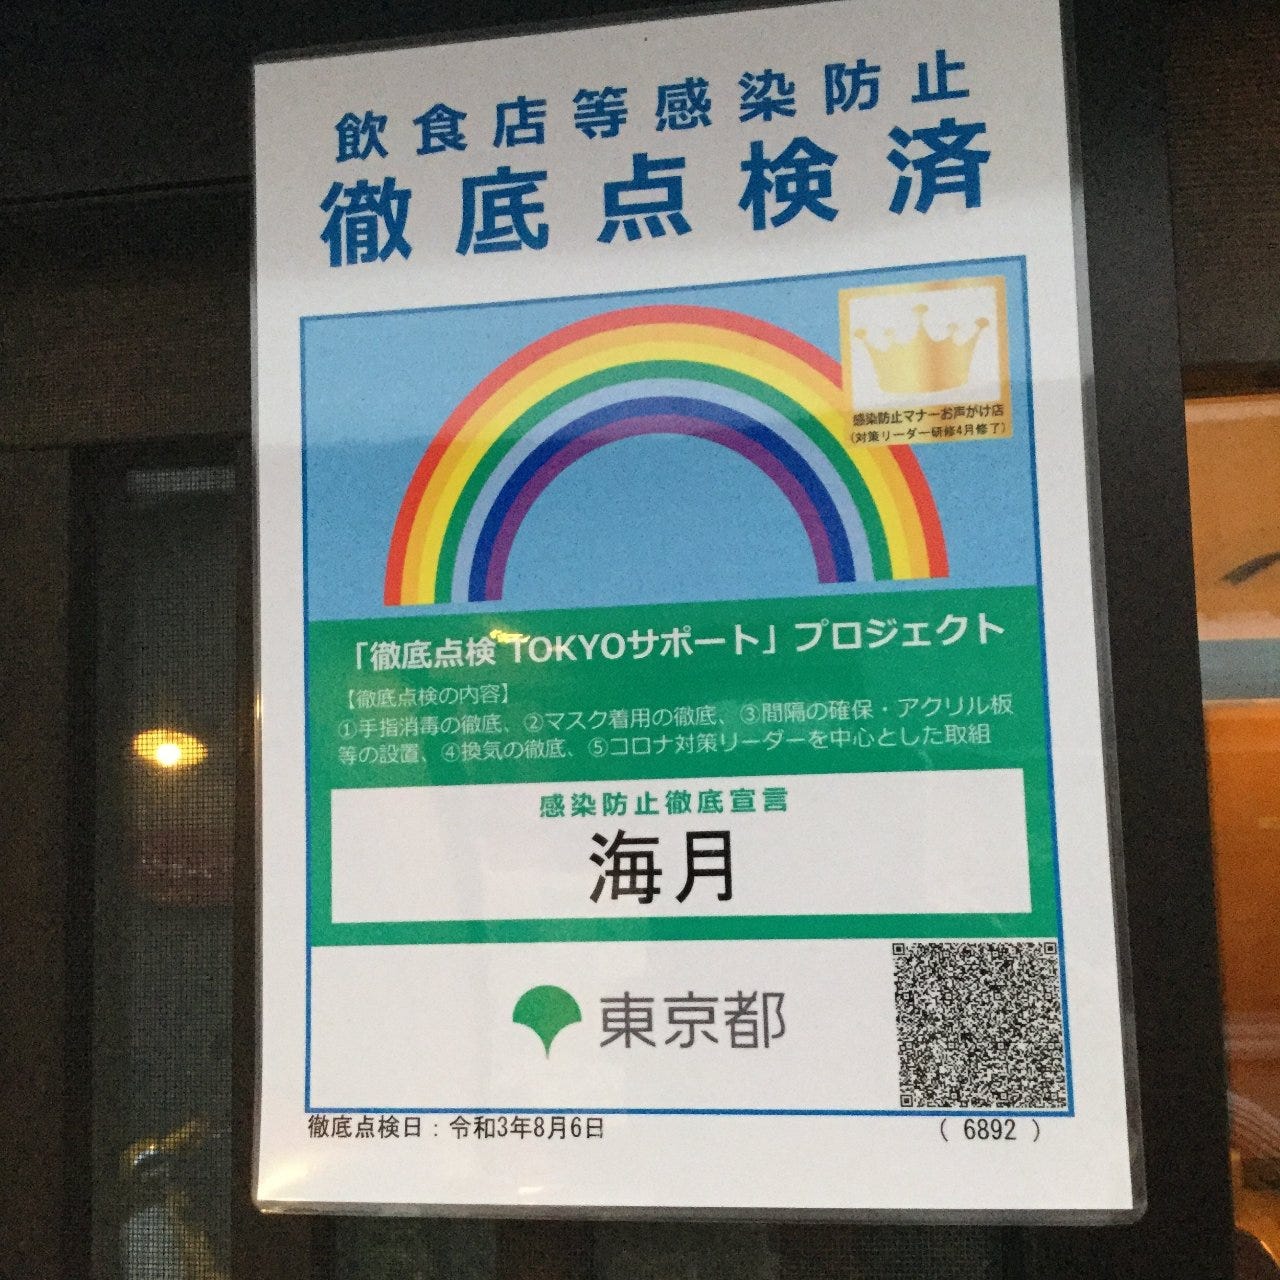 飲食店等感染防止
徹底点検済
感染防止マナーお声がけ店
(対策リーダー研修4月修了)
「徹底点検 TOKYOサポート」プロジェクト
【徹底点検の内容】
①手指消毒の徹底、②マスク着用の徹底、③間隔の確保・アクリル板
等の設置、④換気の徹底、⑤コロナ対策リーダーを中心とした取組
感染防止徹底宣言
海月
東京都
徹底点検日：令和3年8月6日
( 6892 )